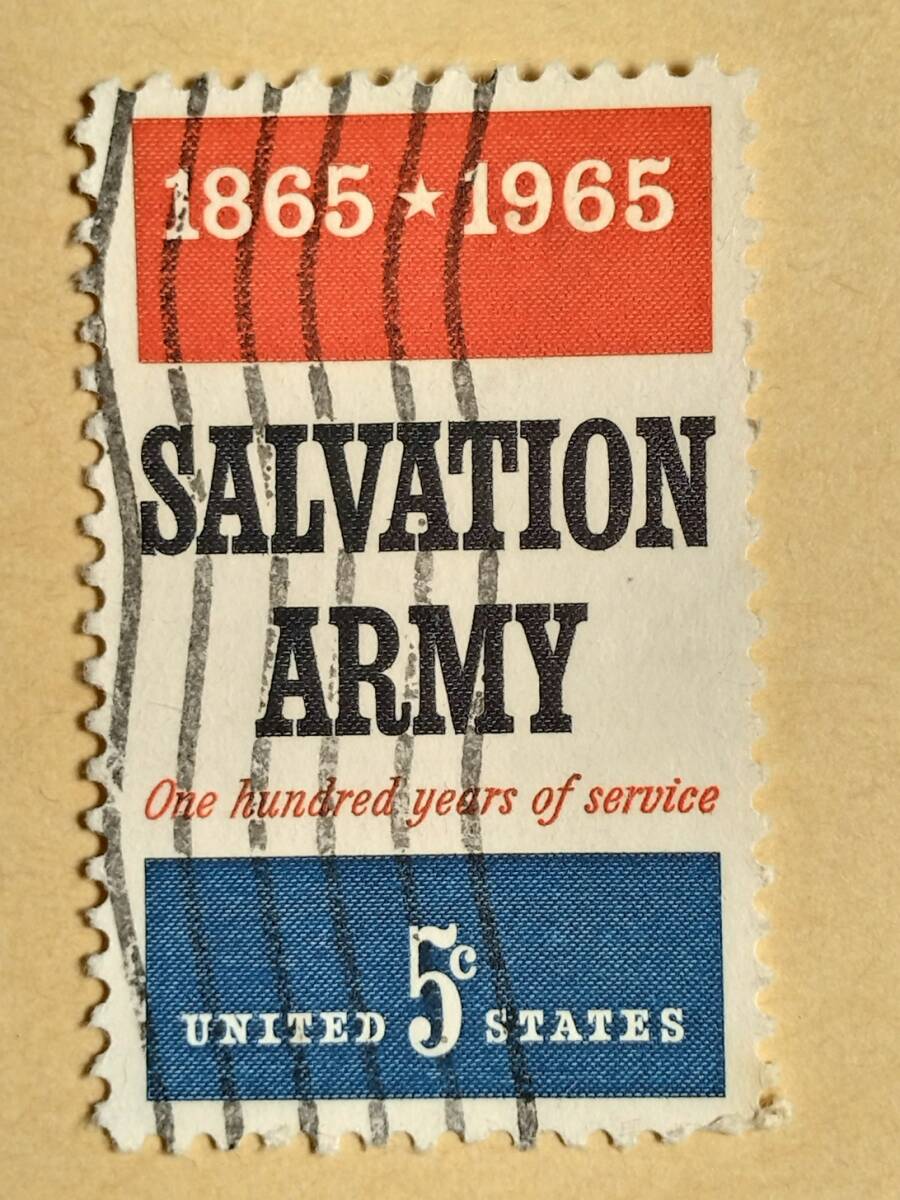 1865 ★ 1965
SALVATION
ARMY
One hundred years of service
5c
UNITED STATES